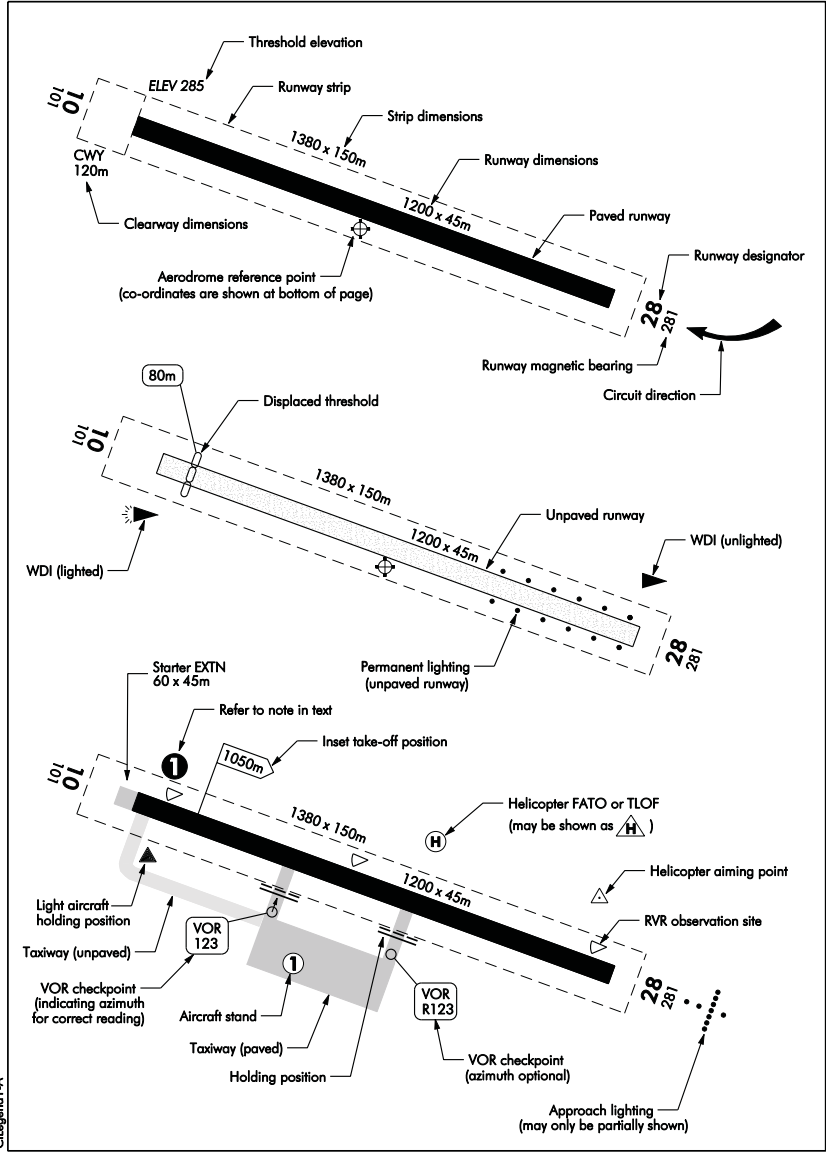 Threshold elevation
ELEV 285
Runway strip
10
101
Strip dimensions
1380 x 150m
CWY
120m
Runway dimensions
1200 x 45m
Paved runway
Clearway dimensions
Runway designator
Aerodrome reference point
(co-ordinates are shown at bottom of page)
28
281
Runway magnetic bearing
Circuit direction
80m
Displaced threshold
10
101
1380 x 150m
Unpaved runway
1200 x 45m
WDI (unlighted)
WDI (lighted)
28
281
Permanent lighting
(unpaved runway)
Starter EXTN
60 x 45m
Refer to note in text
1
Inset take-off position
1050m
10
101
1380 x 150m
Helicopter FATO or TLOF
(may be shown as H )
H
1200 x 45m
Helicopter aiming point
Light aircraft
holding position
RVR observation site
VOR
123
Taxiway (unpaved)
1
VOR checkpoint
(indicating azimuth
for correct reading)
VOR
R123
28
281
Aircraft stand
Taxiway (paved)
VOR checkpoint
(azimuth optional)
Holding position
Approach lighting
(may only be partially shown)